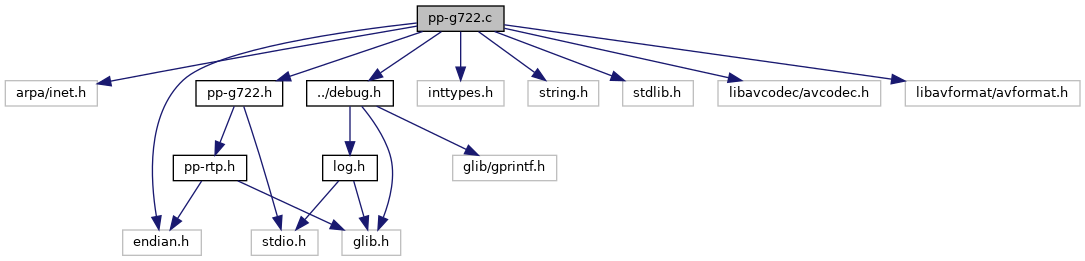 pp-g722.c
arpa/inet.h
pp-g722.h
../debug.h
inttypes.h
string.h
stdlib.h
libavcodec/avcodec.h
libavformat/avformat.h
pp-rtp.h
log.h
glib/gprintf.h
endian.h
stdio.h
glib.h